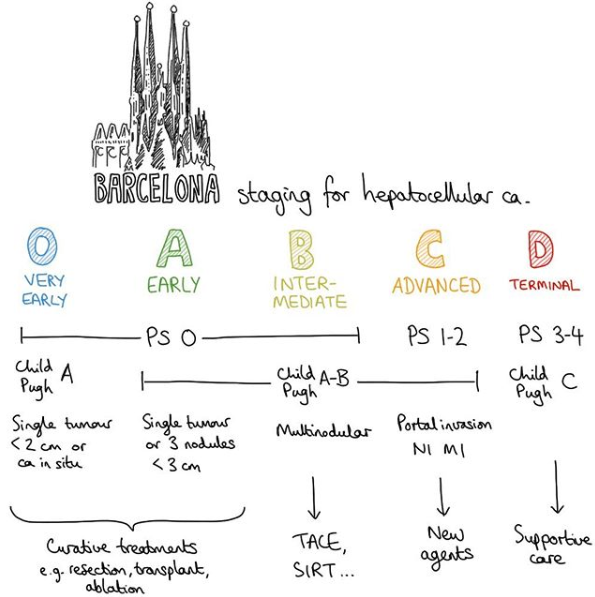 BARCELONA staging for hepatocellular ca.
O A B C D
VERY
EARLY
EARLY
INTER-
MEDIATE
ADVANCED
TERMINAL
PS O
PS 1-2
PS 3-4
Child
Pugh A
Child
Pugh A-B
Child
Pugh C
Single tumour
<2 cm or
ca in situ
Single tumour
or 3 nodules
<3 cm
Multinodular
Portal invasion
N1 M1
Curative treatments
e.g. resection, transplant,
ablation
TACE,
SIRT...
New
agents
Supportive
care